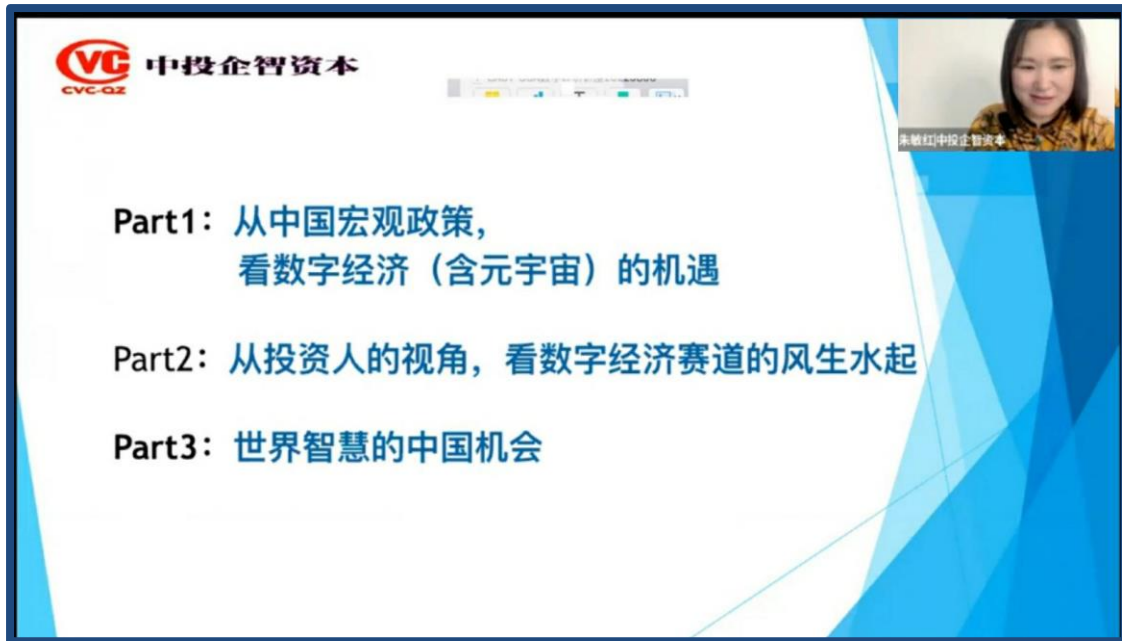 CVC
CVC-QZ
中投企智资本
朱敏红|中投企智资本
Part1：从中国宏观政策，
看数字经济（含元宇宙）的机遇
Part2：从投资人的视角，看数字经济赛道的风生水起
Part3：世界智慧的中国机会